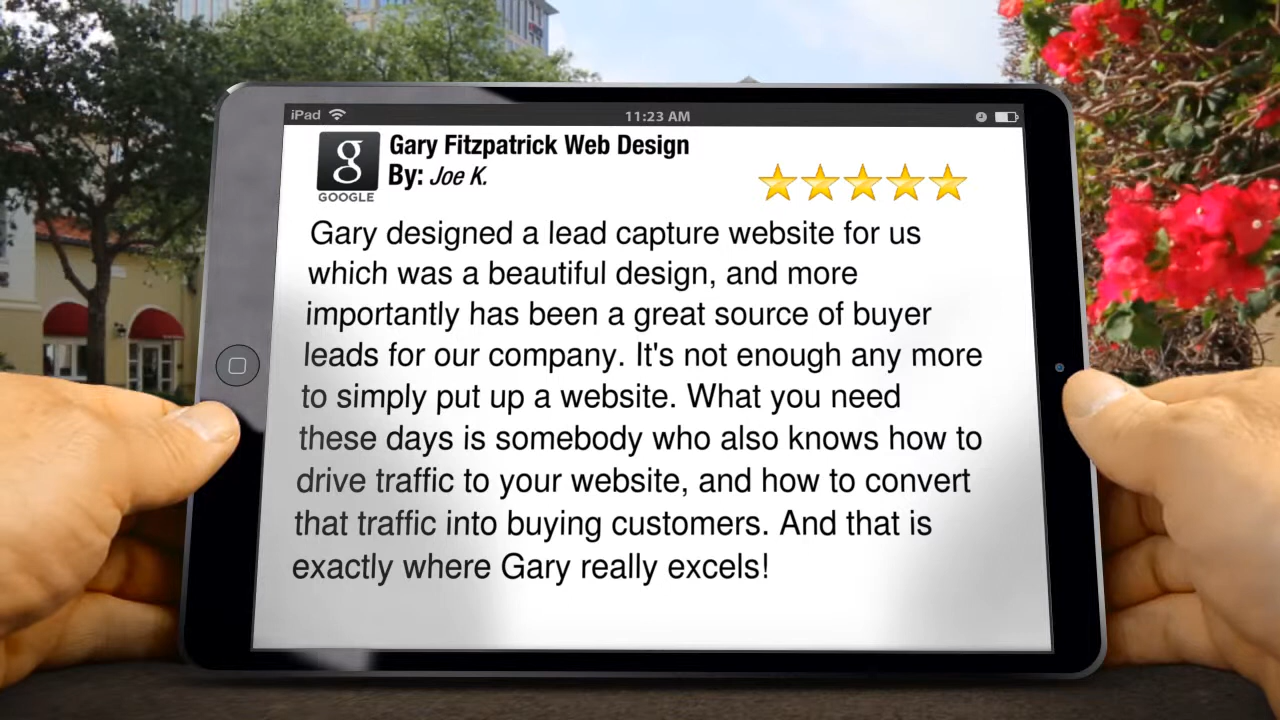 iPad 11:23 AM
g
GOOGLE
Gary Fitzpatrick Web Design
By: Joe K.
Gary designed a lead capture website for us
which was a beautiful design, and more
importantly has been a great source of buyer
leads for our company. It's not enough any more
to simply put up a website. What you need
these days is somebody who also knows how to
drive traffic to your website, and how to convert
that traffic into buying customers. And that is
exactly where Gary really excels!